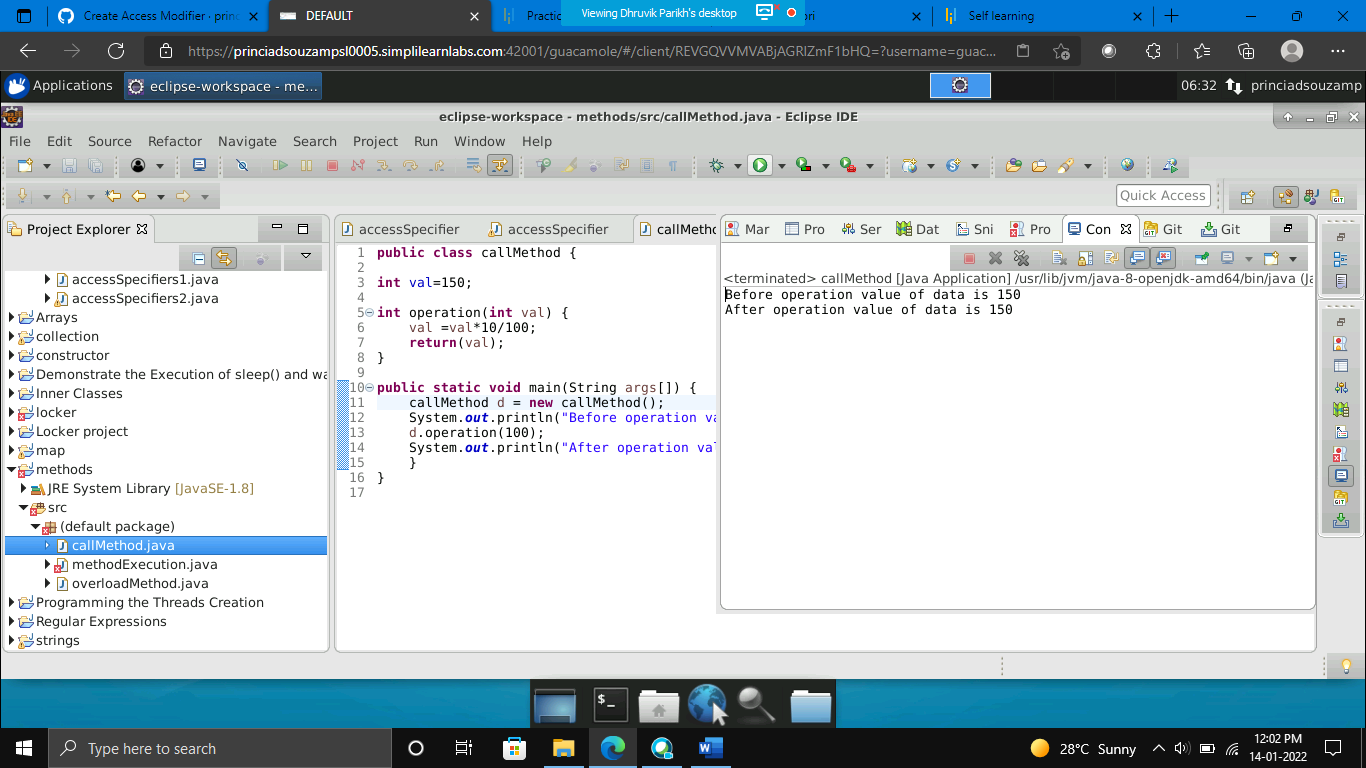 Create Access Modifier · princ
DEFAULT
Practic
Viewing Dhruvik Parikh's desktop
ori
Self learning
https://princiadsouzampsl0005.simplilearnlabs.com:42001/guacamole/#/client/REVGQVVMVABjAGRlZmF1bHQ=?username=guac...
Applications
eclipse-workspace - me...
06:32
princiadsouzamp
eclipse-workspace - methods/src/callMethod.java - Eclipse IDE
File Edit Source Refactor Navigate Search Project Run Window Help
Quick Access
Project Explorer
accessSpecifiers1.java
accessSpecifiers2.java
Arrays
collection
constructor
Demonstrate the Execution of sleep() and wa
Inner Classes
locker
Locker project
map
methods
JRE System Library [JavaSE-1.8]
src
(default package)
callMethod.java
methodExecution.java
overloadMethod.java
Programming the Threads Creation
Regular Expressions
strings
accessSpecifier
accessSpecifier
callMethc
1 public class callMethod {
2
3 int val=150;
4
5 int operation(int val) {
6 val =val*10/100;
7 return(val);
8 }
9
10 public static void main(String args[]) {
11 callMethod d = new callMethod();
12 System.out.println("Before operation va
13 d.operation(100);
14 System.out.println("After operation val
15 }
16 }
17
Mar Pro Ser Dat Sni Pro Con Git Git
<terminated> callMethod [Java Application] /usr/lib/jvm/java-8-openjdk-amd64/bin/java (Ja
Before operation value of data is 150
After operation value of data is 150
Type here to search
28°C Sunny
12:02 PM
14-01-2022